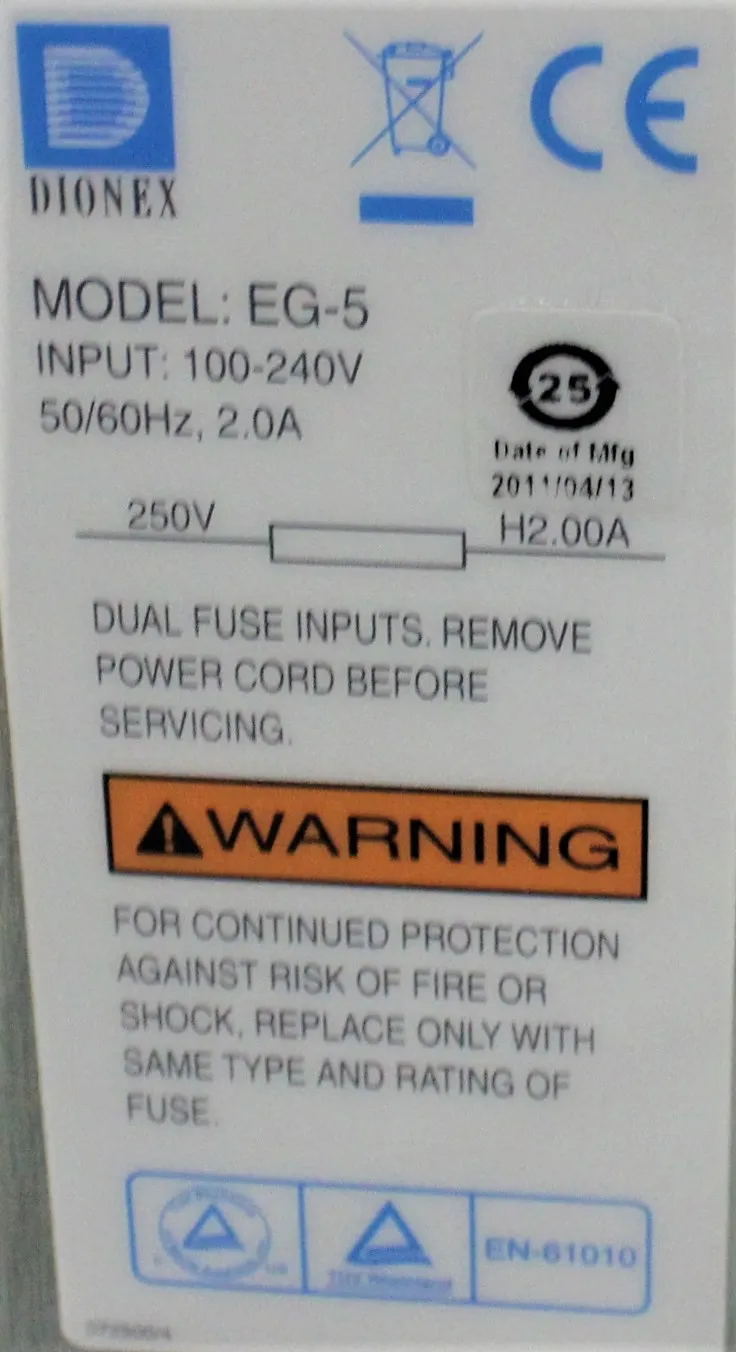 DIONEX
CE
MODEL: EG-5
INPUT: 100-240V
50/60Hz, 2.0A
25
Date of Mfg
2011/04/13
250V
H2.00A
DUAL FUSE INPUTS. REMOVE
POWER CORD BEFORE
SERVICING.
WARNING
FOR CONTINUED PROTECTION
AGAINST RISK OF FIRE OR
SHOCK, REPLACE ONLY WITH
SAME TYPE AND RATING OF
FUSE.
EN-61010